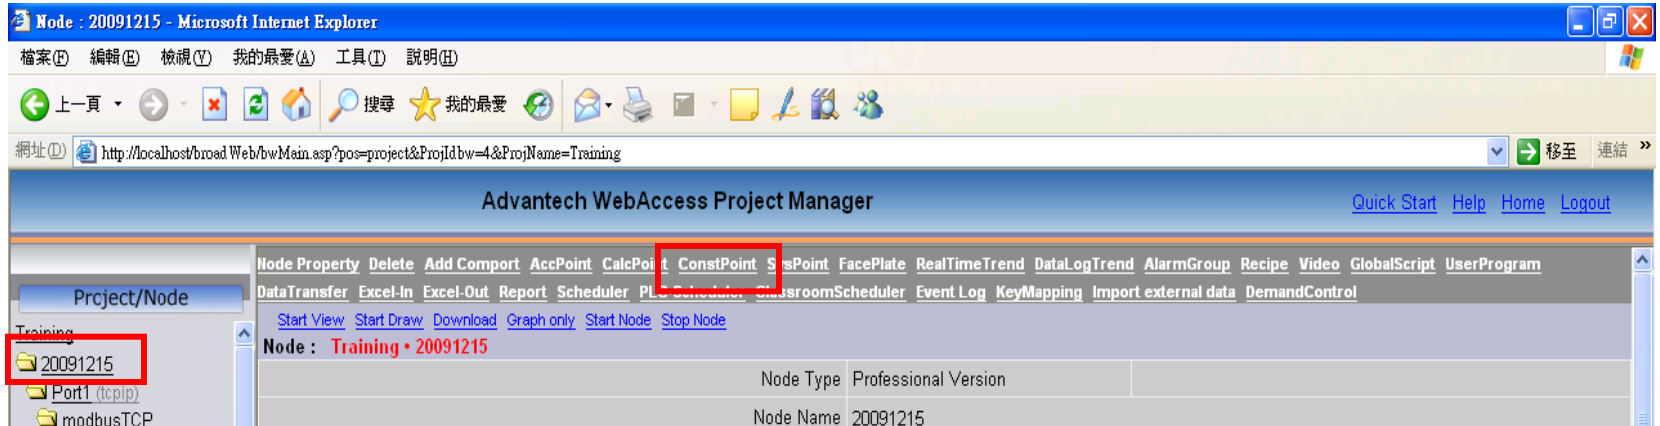 Node : 20091215 - Microsoft Internet Explorer
檔案(F) 編輯(E) 檢視(V) 我的最愛(A) 工具(T) 說明(H)
上一頁 搜尋 我的最愛
網址(D) http://localhost/broadWeb/bwMain.asp?pos=project&ProjIdbw=4&ProjName=Training 移至 連結 »
Advantech WebAccess Project Manager
Quick Start Help Home Logout
Node Property Delete Add Comport AccPoint CalcPoint ConstPoint SysPoint FacePlate RealTimeTrend DataLogTrend AlarmGroup Recipe Video GlobalScript UserProgram
DataTransfer Excel-In Excel-Out Report Scheduler PLC Scheduler ClassroomScheduler Event Log KeyMapping Import external data DemandControl
Start View Start Draw Download Graph only Start Node Stop Node
Node : Training • 20091215
Node Type Professional Version
Node Name 20091215
Project/Node
Training
20091215
Port1 (tcpip)
modbusTCP